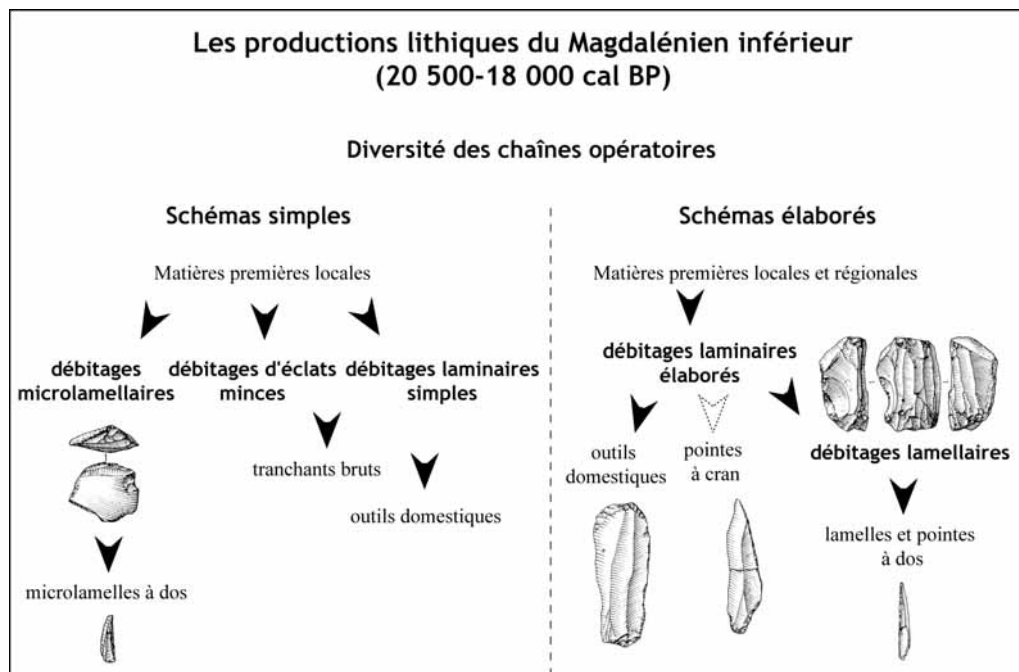 Les productions lithiques du Magdalénien inférieur
(20 500-18 000 cal BP)
Diversité des chaînes opératoires
Schémas simples
Matières premières locales
débitages
microlamellaires
débitages d'éclats
minces
débitages laminaires
simples
tranchants bruts
outils domestiques
microlamelles à dos
Schémas élaborés
Matières premières locales et régionales
débitages laminaires
élaborés
outils
domestiques
pointes
à cran
débitages lamellaires
lamelles et pointes
à dos